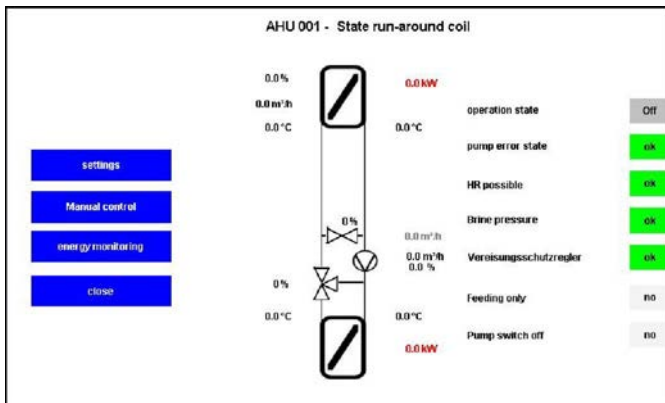 AHU 001 - State run-around coil
0.0 %
0.0 kW
0.0 m³/h
0.0 °C
0.0 °C
operation state
Off
pump error state
ok
settings
HR possible
ok
Manual control
Brine pressure
ok
0 %
0.0 m³/h
energy monitoring
0.0 m³/h
0.0 %
Vereisungsschutzregler
ok
close
0 %
Feeding only
no
0.0 °C
0.0 °C
Pump switch off
no
0.0 kW